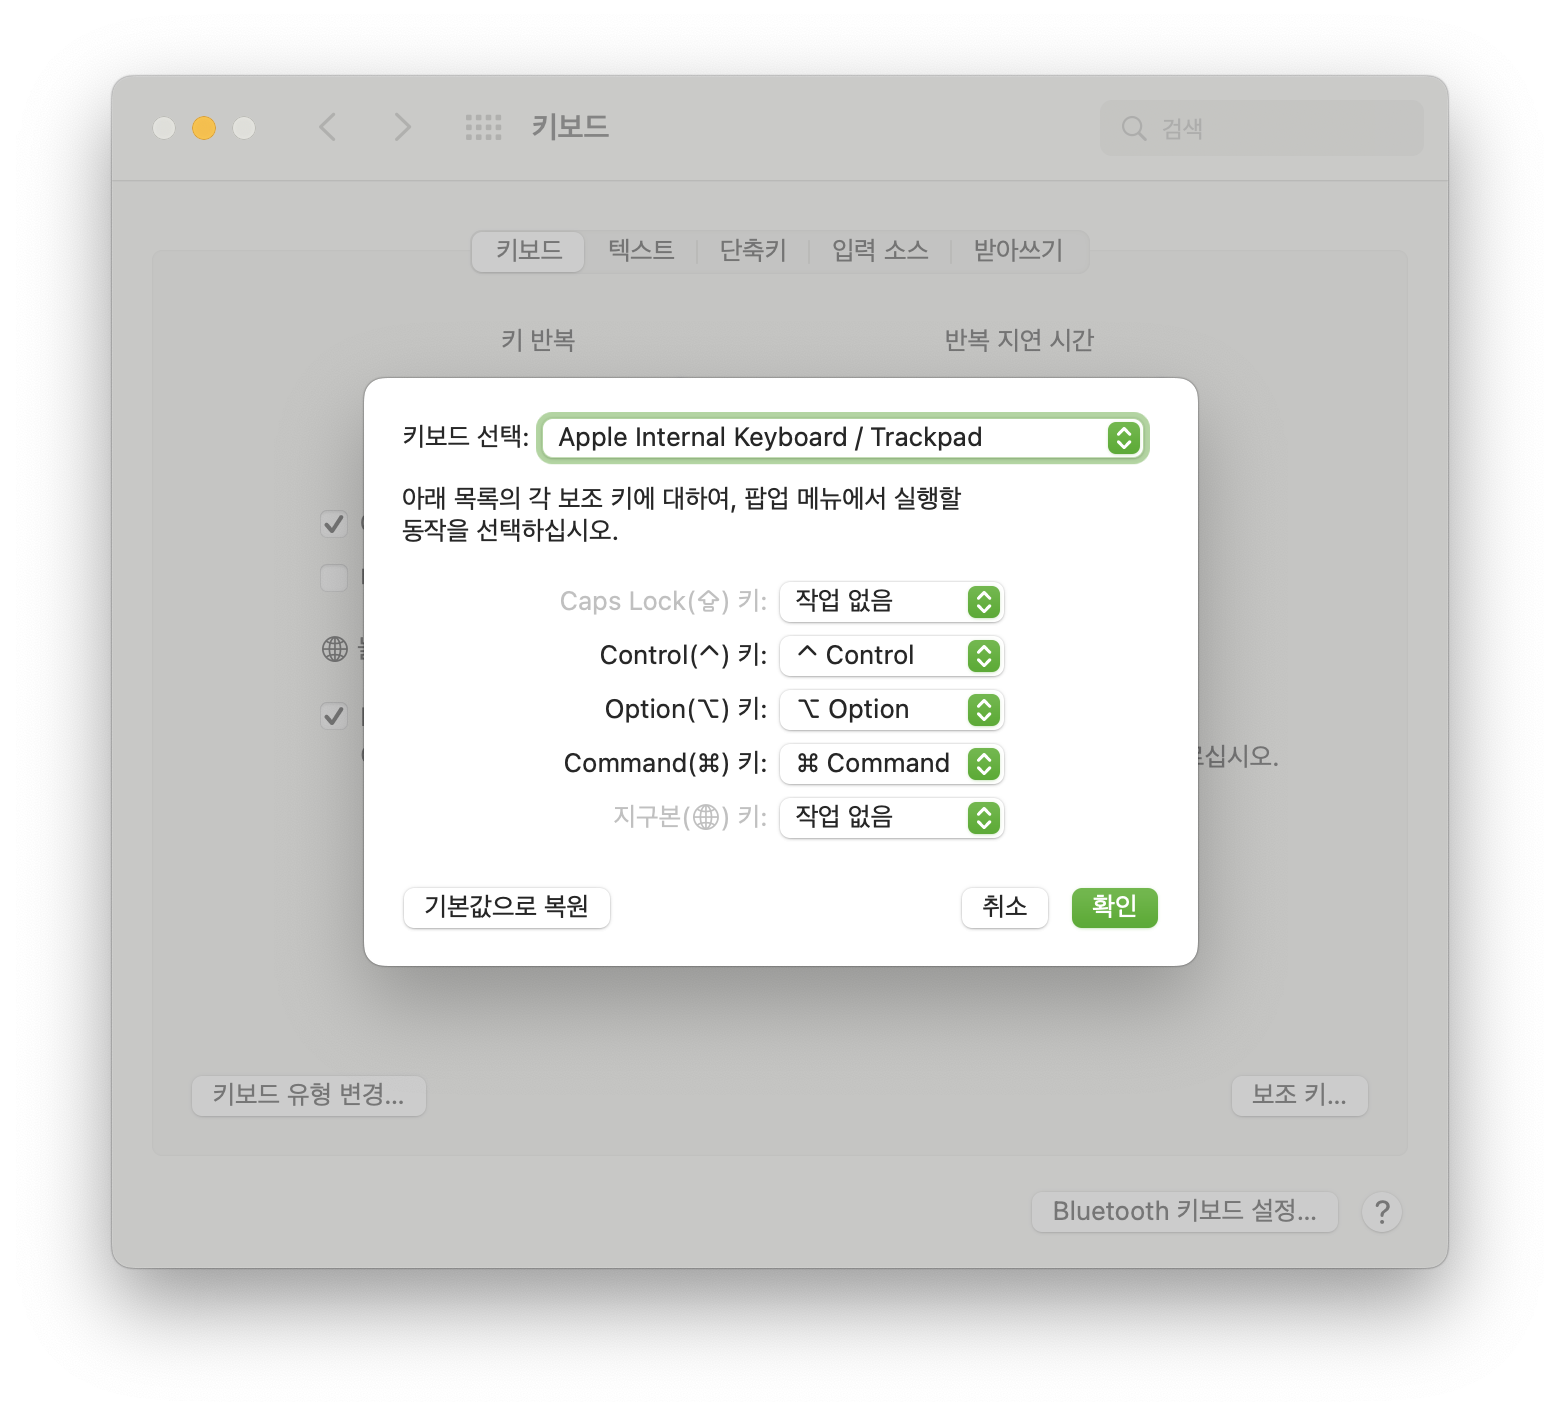 키보드
검색
키보드 텍스트 단축키 입력 소스 받아쓰기
키 반복 반복 지연 시간
키보드 선택: Apple Internal Keyboard / Trackpad
아래 목록의 각 보조 키에 대하여, 팝업 메뉴에서 실행할
동작을 선택하십시오.
Caps Lock(⇪) 키: 작업 없음
Control(^) 키: ^ Control
Option(⌥) 키: ⌥ Option
Command(⌘) 키: ⌘ Command
지구본(🌐) 키: 작업 없음
십시오.
기본값으로 복원 취소 확인
키보드 유형 변경... 보조 키...
Bluetooth 키보드 설정... ?